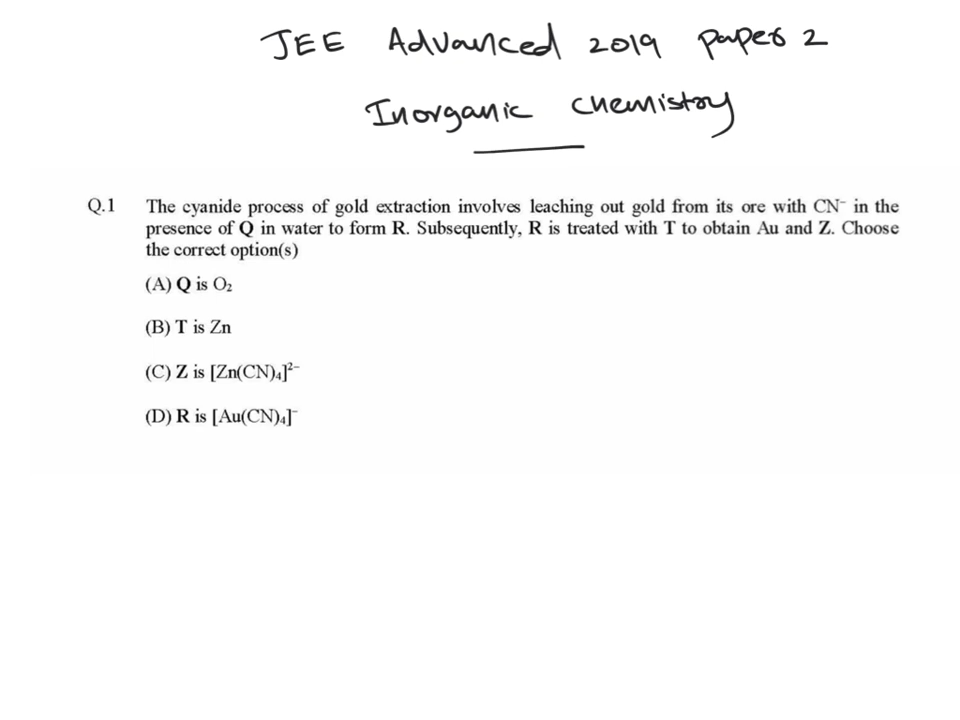 JEE Advanced 2019 paper 2
Inorganic chemistry
Q.1 The cyanide process of gold extraction involves leaching out gold from its ore with CN⁻ in the
presence of Q in water to form R. Subsequently, R is treated with T to obtain Au and Z. Choose
the correct option(s)
(A) Q is O₂
(B) T is Zn
(C) Z is [Zn(CN)₄]²⁻
(D) R is [Au(CN)₄]⁻